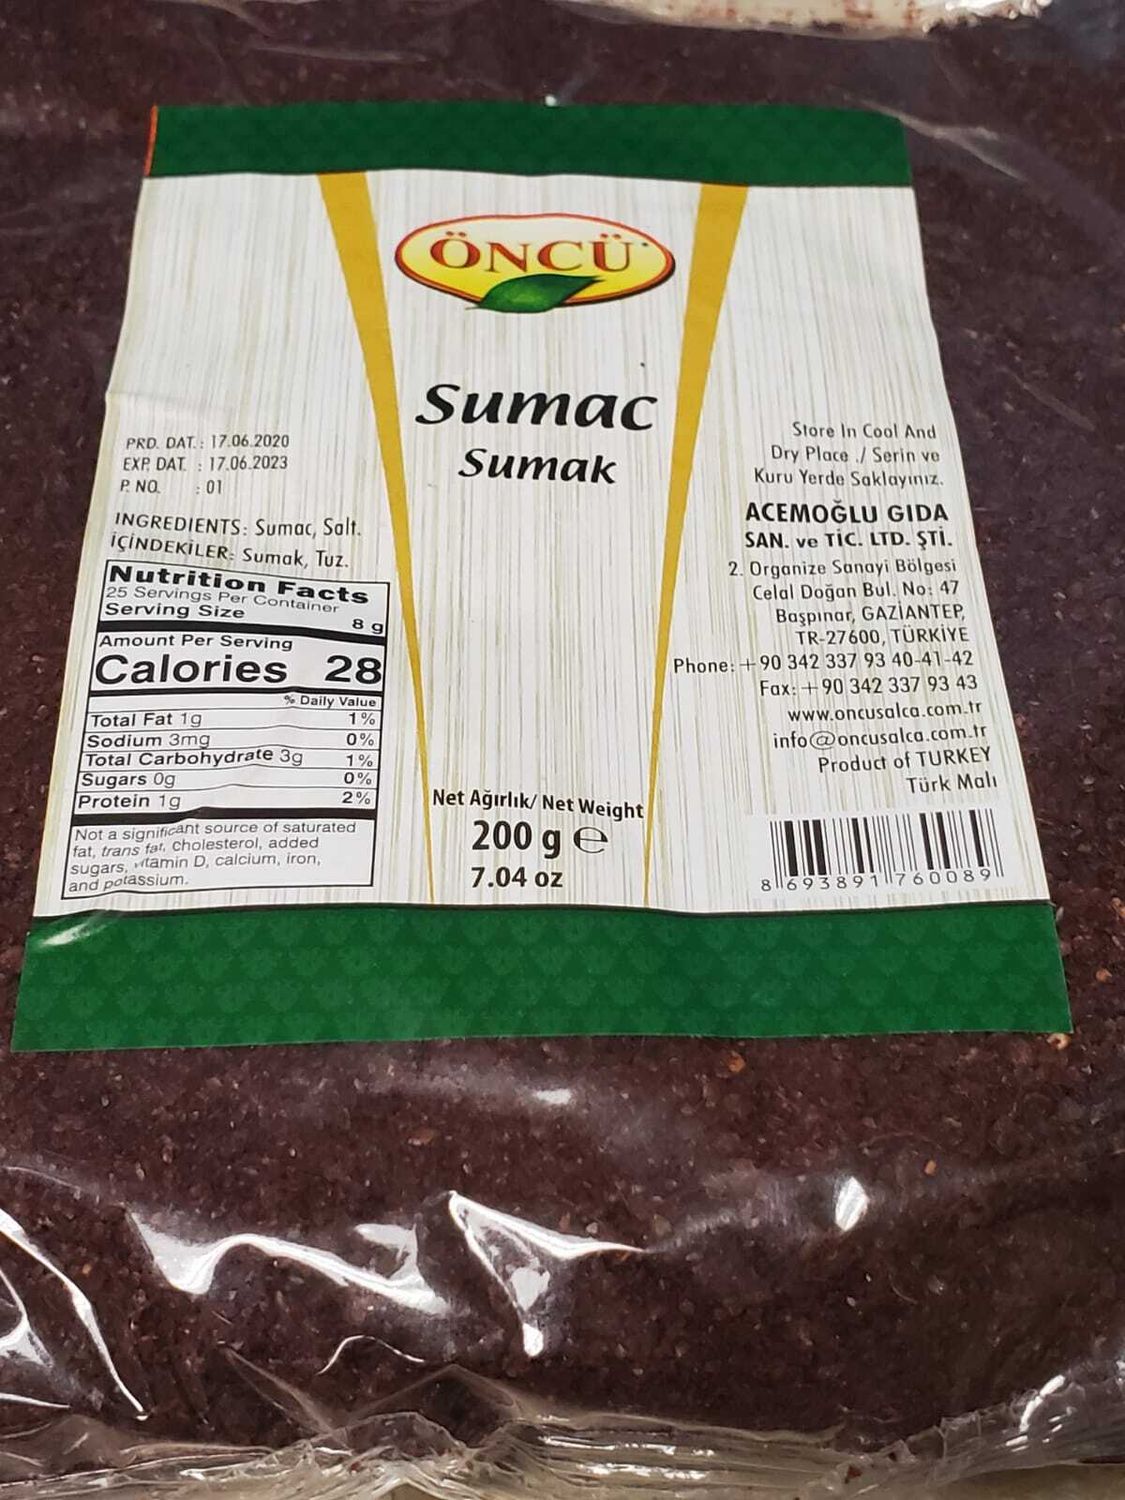 ÖNCÜ
Sumac
Sumak
PRD. DAT. : 17.06.2020
EXP. DAT. : 17.06.2023
P. NO. : 01
INGREDIENTS: Sumac, Salt.
İÇİNDEKİLER: Sumak, Tuz.
Nutrition Facts
25 Servings Per Container
Serving Size
8 g
Amount Per Serving
Calories 28
% Daily Value
Total Fat 1g 1%
Sodium 3mg 0%
Total Carbohydrate 3g 1%
Sugars 0g 0%
Protein 1g 2%
Not a significant source of saturated
fat, trans fat, cholesterol, added
sugars, vitamin D, calcium, iron,
and potassium.
Net Ağırlık/ Net Weight
200 g e
7.04 oz
Store In Cool And
Dry Place ./ Serin ve
Kuru Yerde Saklayınız.
ACEMOĞLU GIDA
SAN. ve TİC. LTD. ŞTİ.
2. Organize Sanayi Bölgesi
Celal Doğan Bul. No: 47
Başpınar, GAZİANTEP,
TR-27600, TÜRKİYE
Phone: +90 342 337 93 40-41-42
Fax: +90 342 337 93 43
www.oncusalca.com.tr
info@oncusalca.com.tr
Product of TURKEY
Türk Malı
8 693891 760089